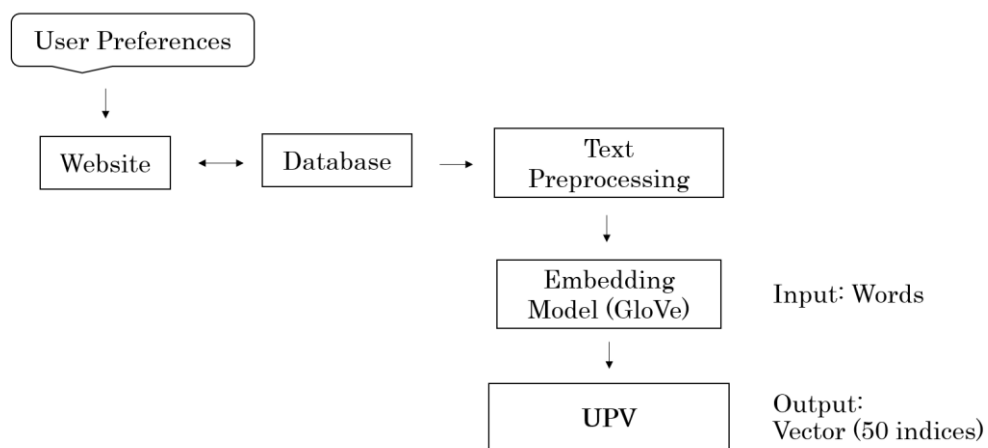 User Preferences
Website
Database
Text
Preprocessing
Embedding
Model (GloVe)
Input: Words
UPV
Output:
Vector (50 indices)